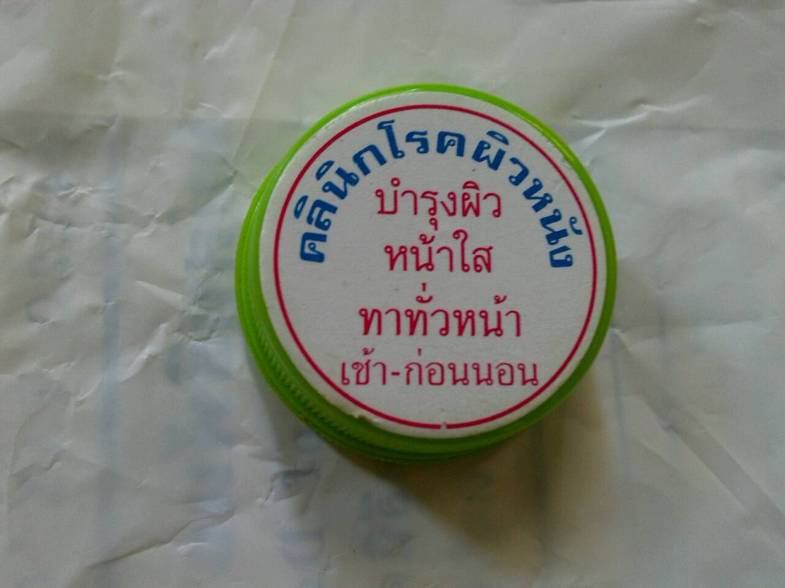 คลินิกโรคผิวหนัง
บำรุงผิว
หน้าใส
ทาทั่วหน้า
เช้า-ก่อนนอน